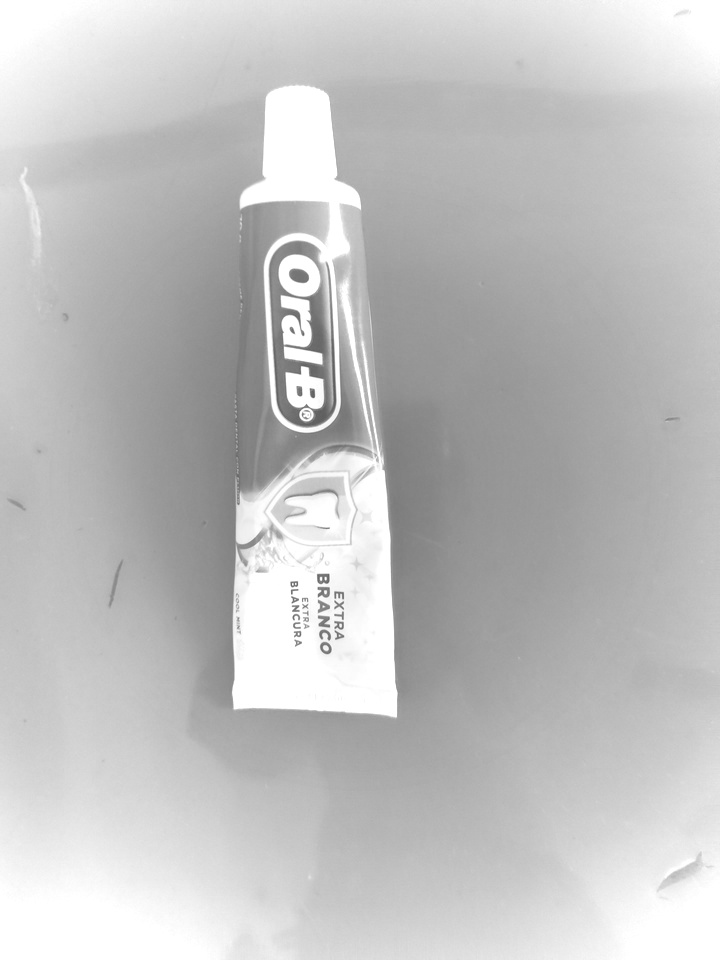 Oral-B®
EXTRA
BRANCO
EXTRA
BLANCURA
COOL MINT